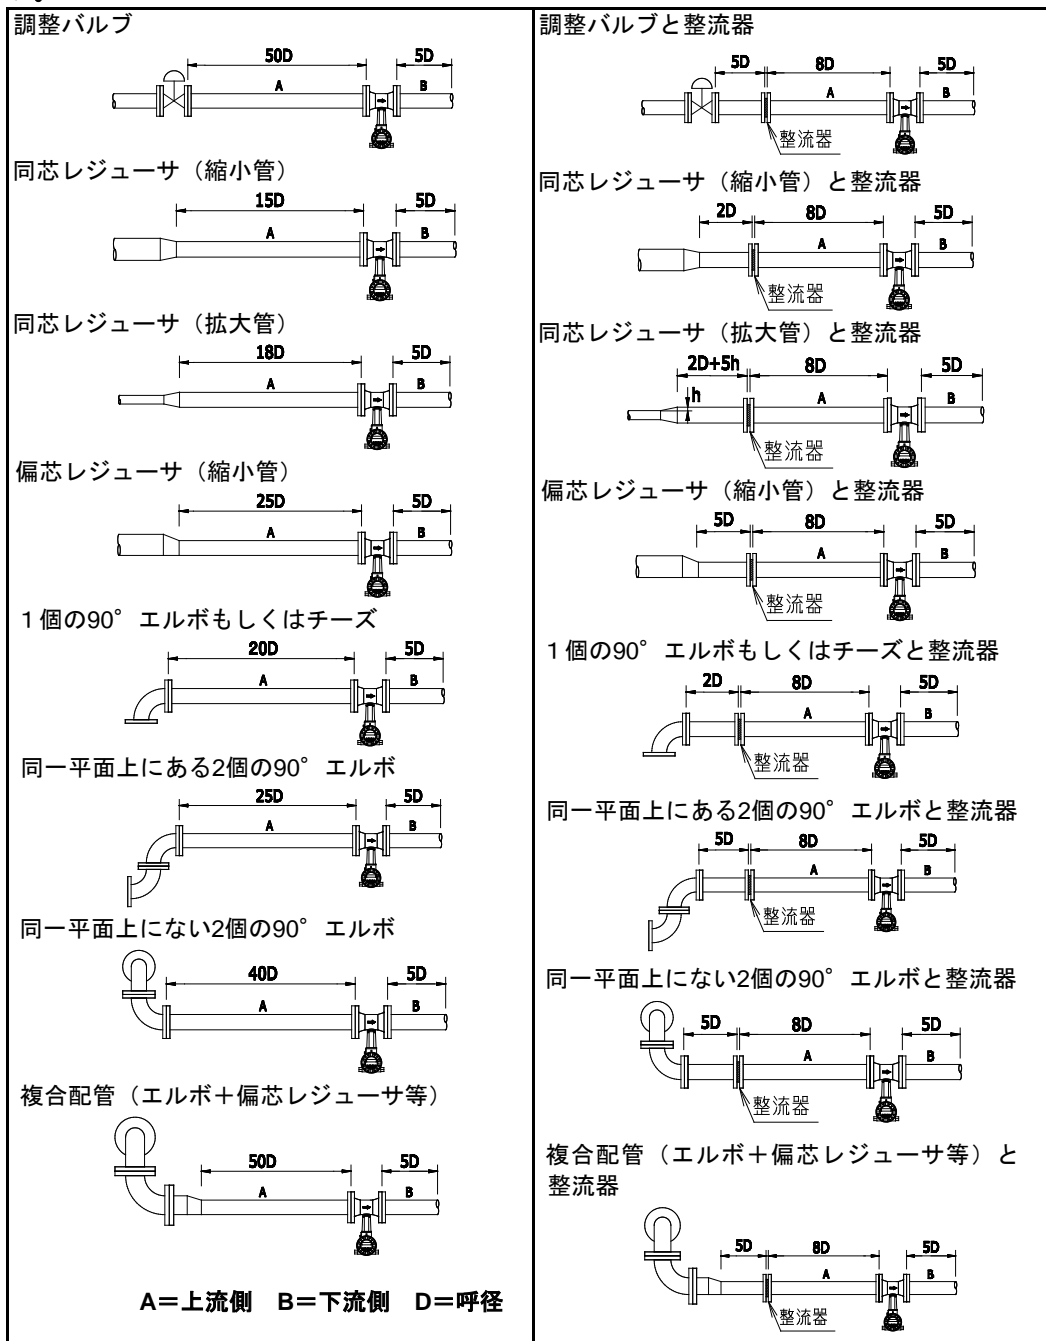 調整バルブ
50D 5D
A B
同芯レジューサ（縮小管）
15D 5D
A B
同芯レジューサ（拡大管）
18D 5D
A B
偏芯レジューサ（縮小管）
25D 5D
A B
1個の90°エルボもしくはチーズ
20D 5D
A B
同一平面上にある2個の90°エルボ
25D 5D
A B
同一平面上にない2個の90°エルボ
40D 5D
A B
複合配管（エルボ＋偏芯レジューサ等）
50D 5D
A B
A＝上流側 B＝下流側 D＝呼径
調整バルブと整流器
5D 8D 5D
A B
整流器
同芯レジューサ（縮小管）と整流器
2D 8D 5D
A B
整流器
同芯レジューサ（拡大管）と整流器
2D+5h 8D 5D
h A B
整流器
偏芯レジューサ（縮小管）と整流器
5D 8D 5D
A B
整流器
1個の90°エルボもしくはチーズと整流器
2D 8D 5D
A B
整流器
同一平面上にある2個の90°エルボと整流器
5D 8D 5D
A B
整流器
同一平面上にない2個の90°エルボと整流器
5D 8D 5D
A B
整流器
複合配管（エルボ＋偏芯レジューサ等）と
整流器
5D 8D 5D
A B
整流器